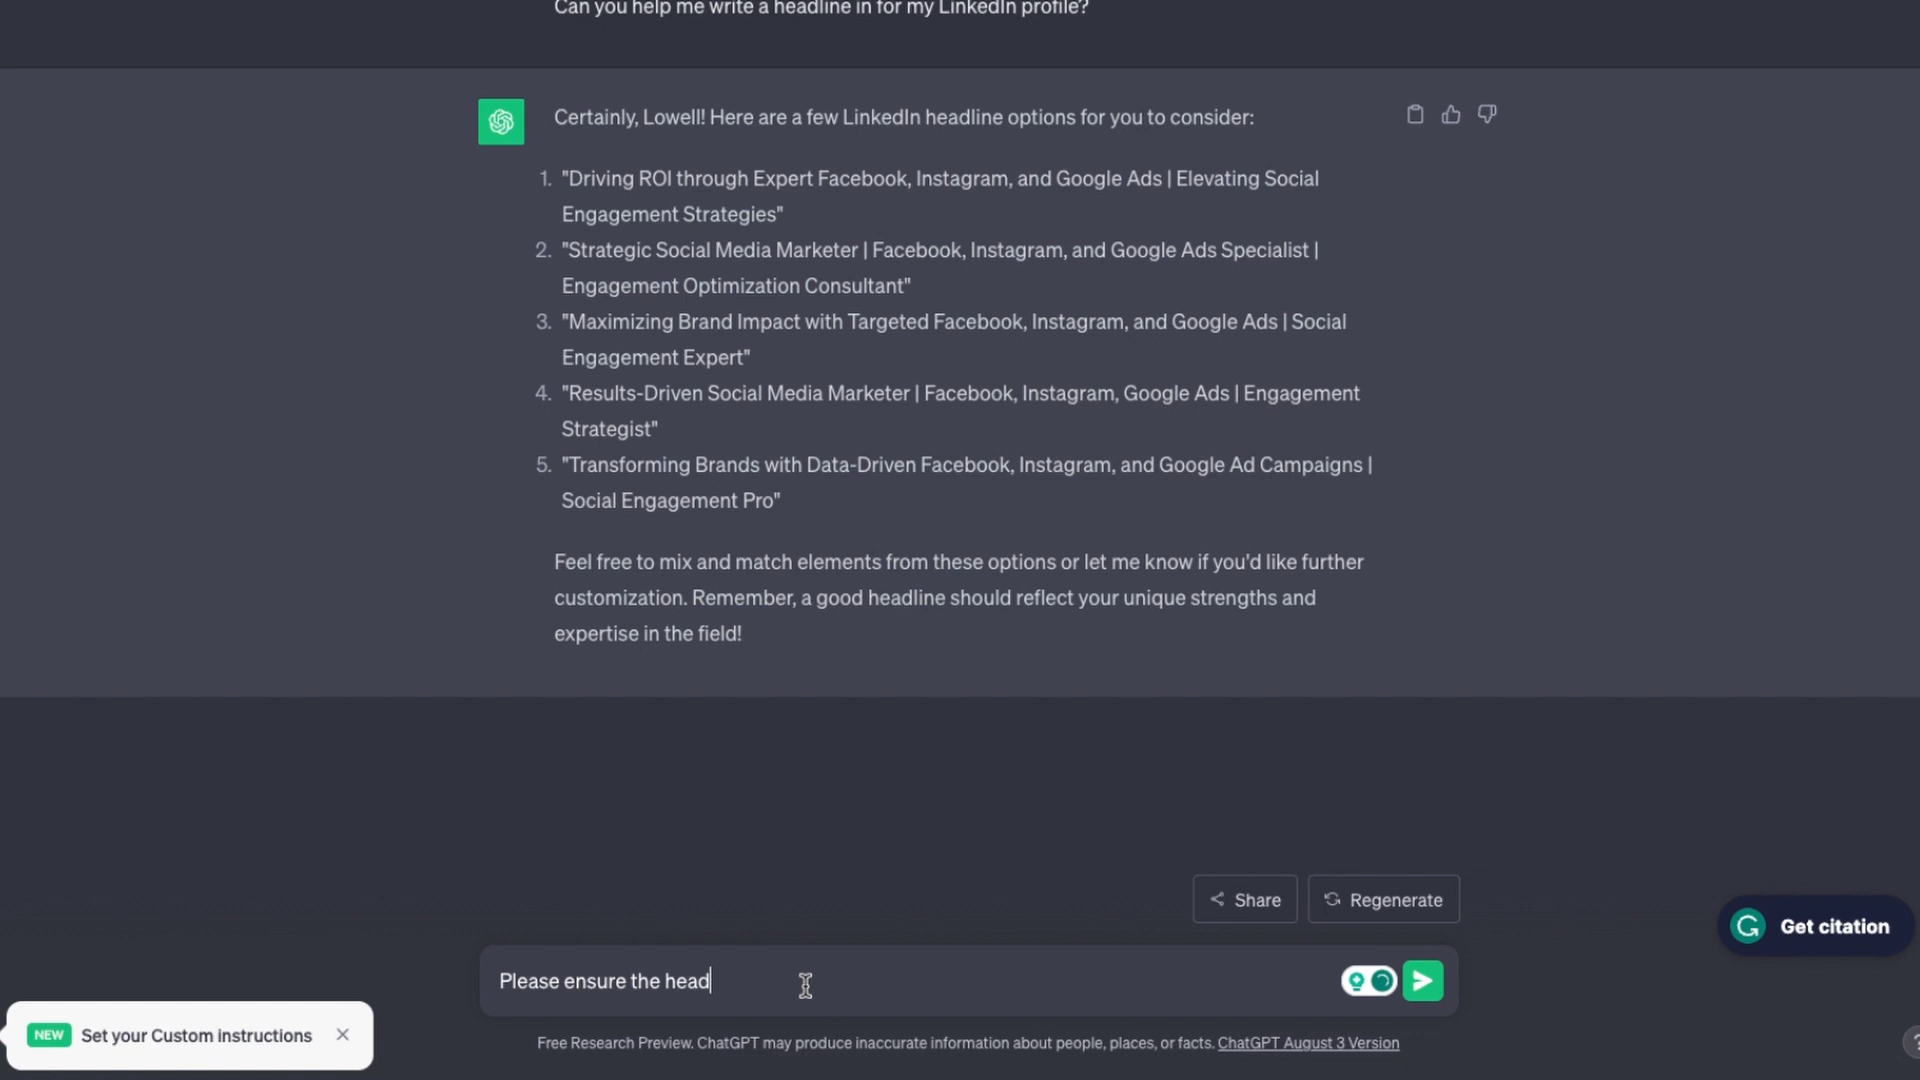 Can you help me write a headline in for my LinkedIn profile?
Certainly, Lowell! Here are a few LinkedIn headline options for you to consider:
1. "Driving ROI through Expert Facebook, Instagram, and Google Ads | Elevating Social
Engagement Strategies"
2. "Strategic Social Media Marketer | Facebook, Instagram, and Google Ads Specialist |
Engagement Optimization Consultant"
3. "Maximizing Brand Impact with Targeted Facebook, Instagram, and Google Ads | Social
Engagement Expert"
4. "Results-Driven Social Media Marketer | Facebook, Instagram, Google Ads | Engagement
Strategist"
5. "Transforming Brands with Data-Driven Facebook, Instagram, and Google Ad Campaigns |
Social Engagement Pro"
Feel free to mix and match elements from these options or let me know if you'd like further
customization. Remember, a good headline should reflect your unique strengths and
expertise in the field!
Share
Regenerate
Get citation
Please ensure the head
NEW Set your Custom instructions
Free Research Preview. ChatGPT may produce inaccurate information about people, places, or facts. ChatGPT August 3 Version
?